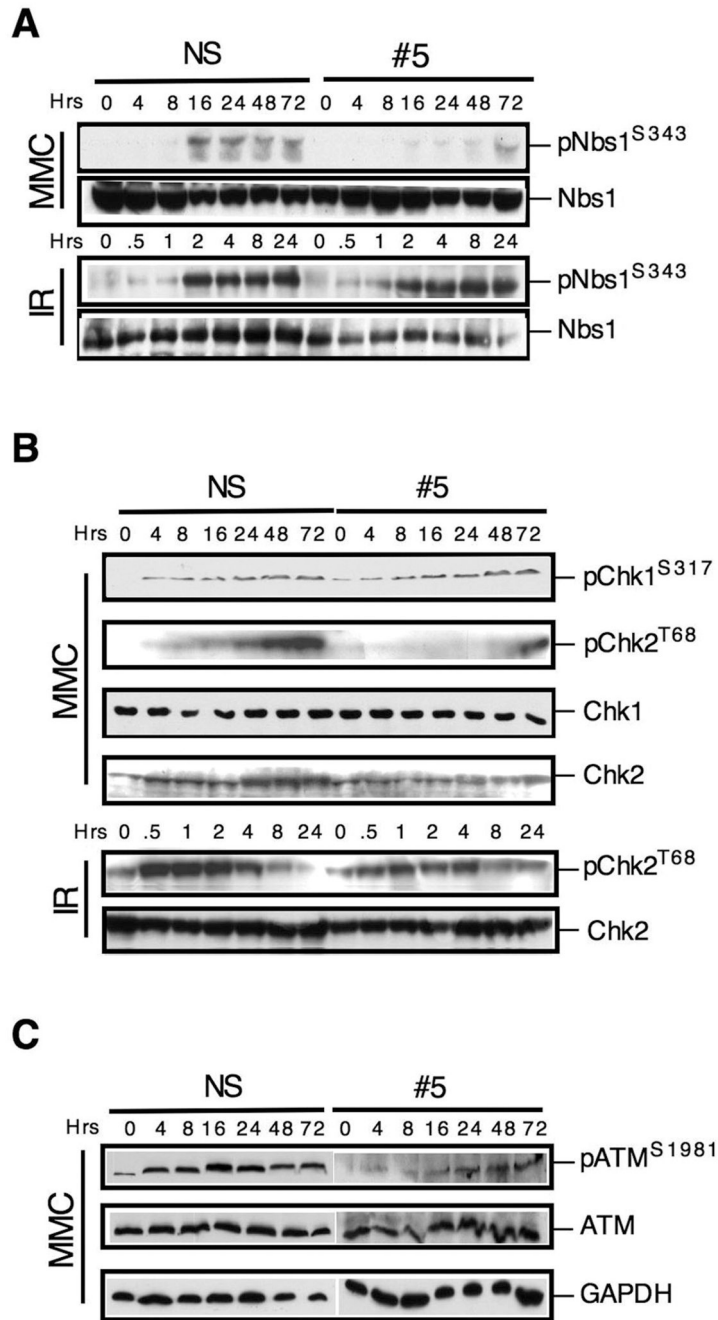 A
NS #5
Hrs 0 4 8 16 24 48 72 0 4 8 16 24 48 72
MMC
pNbs1S343
Nbs1
Hrs 0 .5 1 2 4 8 24 0 .5 1 2 4 8 24
IR
pNbs1S343
Nbs1
B
NS #5
Hrs 0 4 8 16 24 48 72 0 4 8 16 24 48 72
MMC
pChk1S317
pChk2T68
Chk1
Chk2
Hrs 0 .5 1 2 4 8 24 0 .5 1 2 4 8 24
IR
pChk2T68
Chk2
C
NS #5
Hrs 0 4 8 16 24 48 72 0 4 8 16 24 48 72
MMC
pATMS1981
ATM
GAPDH